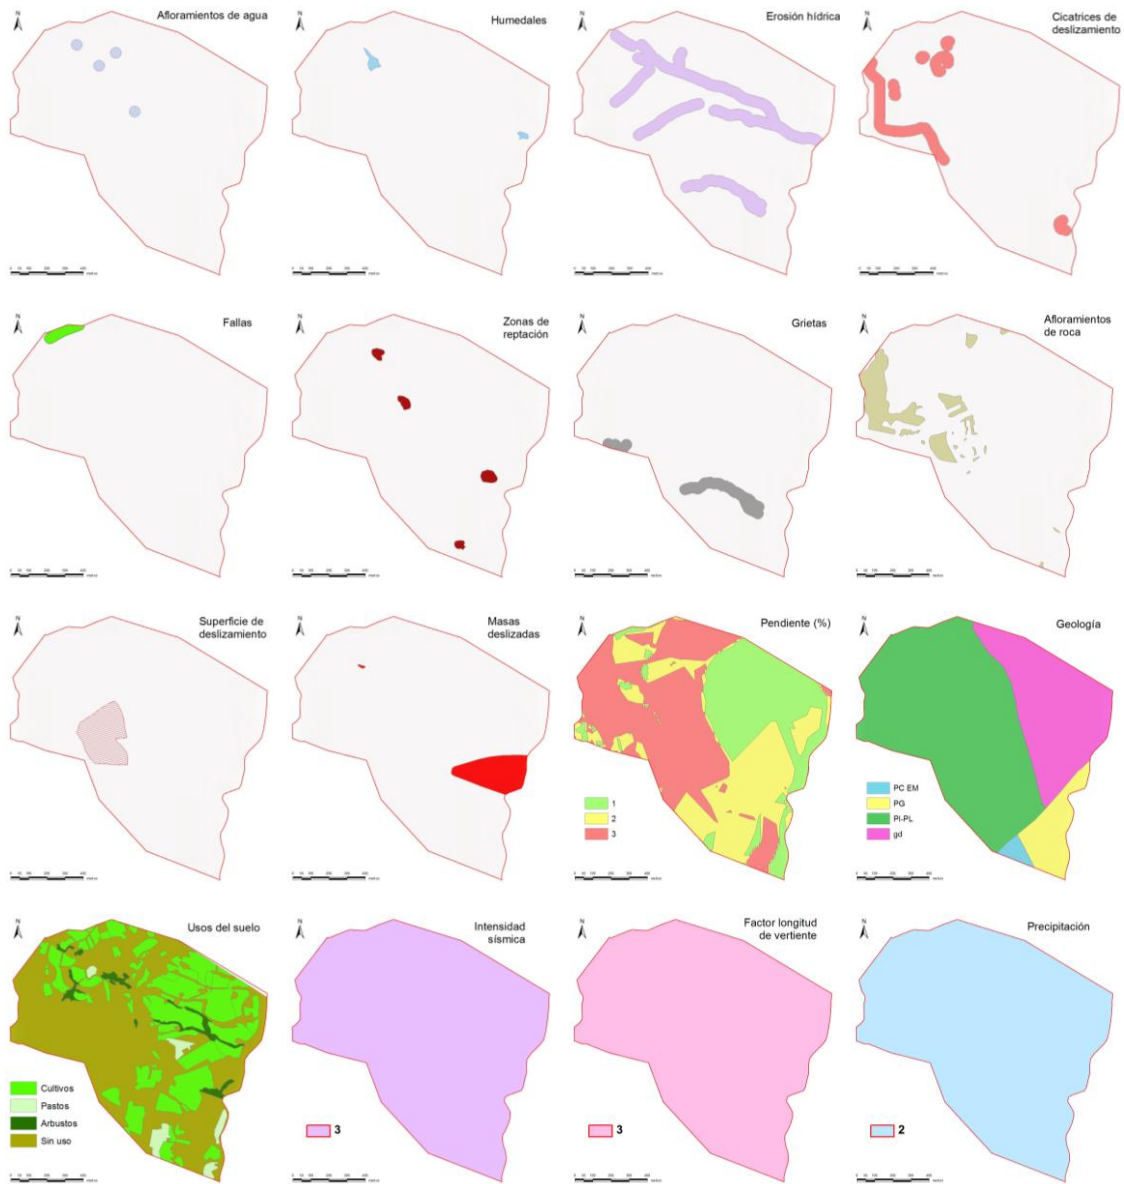 N
Afloramientos de agua
N
Humedales
N
Erosión hídrica
N
Cicatrices de
deslizamiento
N
Fallas
N
Zonas de
reptación
N
Grietas
N
Afloramientos
de roca
N
Superficie de
deslizamiento
N
Masas
deslizadas
N
Pendiente (%)
1
2
3
N
Geología
PC EM
PG
PI-PL
gd
N
Usos del suelo
Cultivos
Pastos
Arbustos
Sin uso
N
Intensidad
sísmica
3
N
Factor longitud
de vertiente
3
N
Precipitación
2